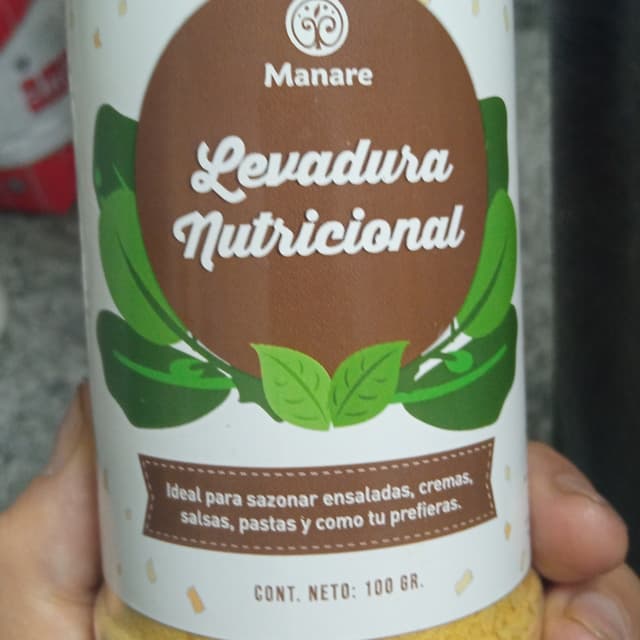 Manare
Levadura
Nutricional
Ideal para sazonar ensaladas, cremas,
salsas, pastas y como tu prefieras.
CONT. NETO: 100 GR.